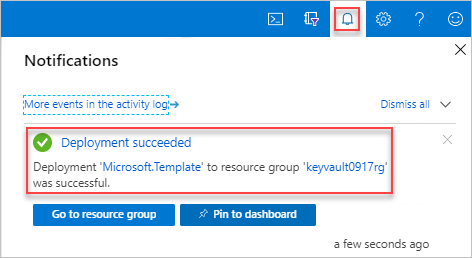 Notifications
More events in the activity log
Dismiss all
Deployment succeeded
Deployment 'Microsoft.Template' to resource group 'keyvault0917rg'
was successful.
Go to resource group
Pin to dashboard
a few seconds ago